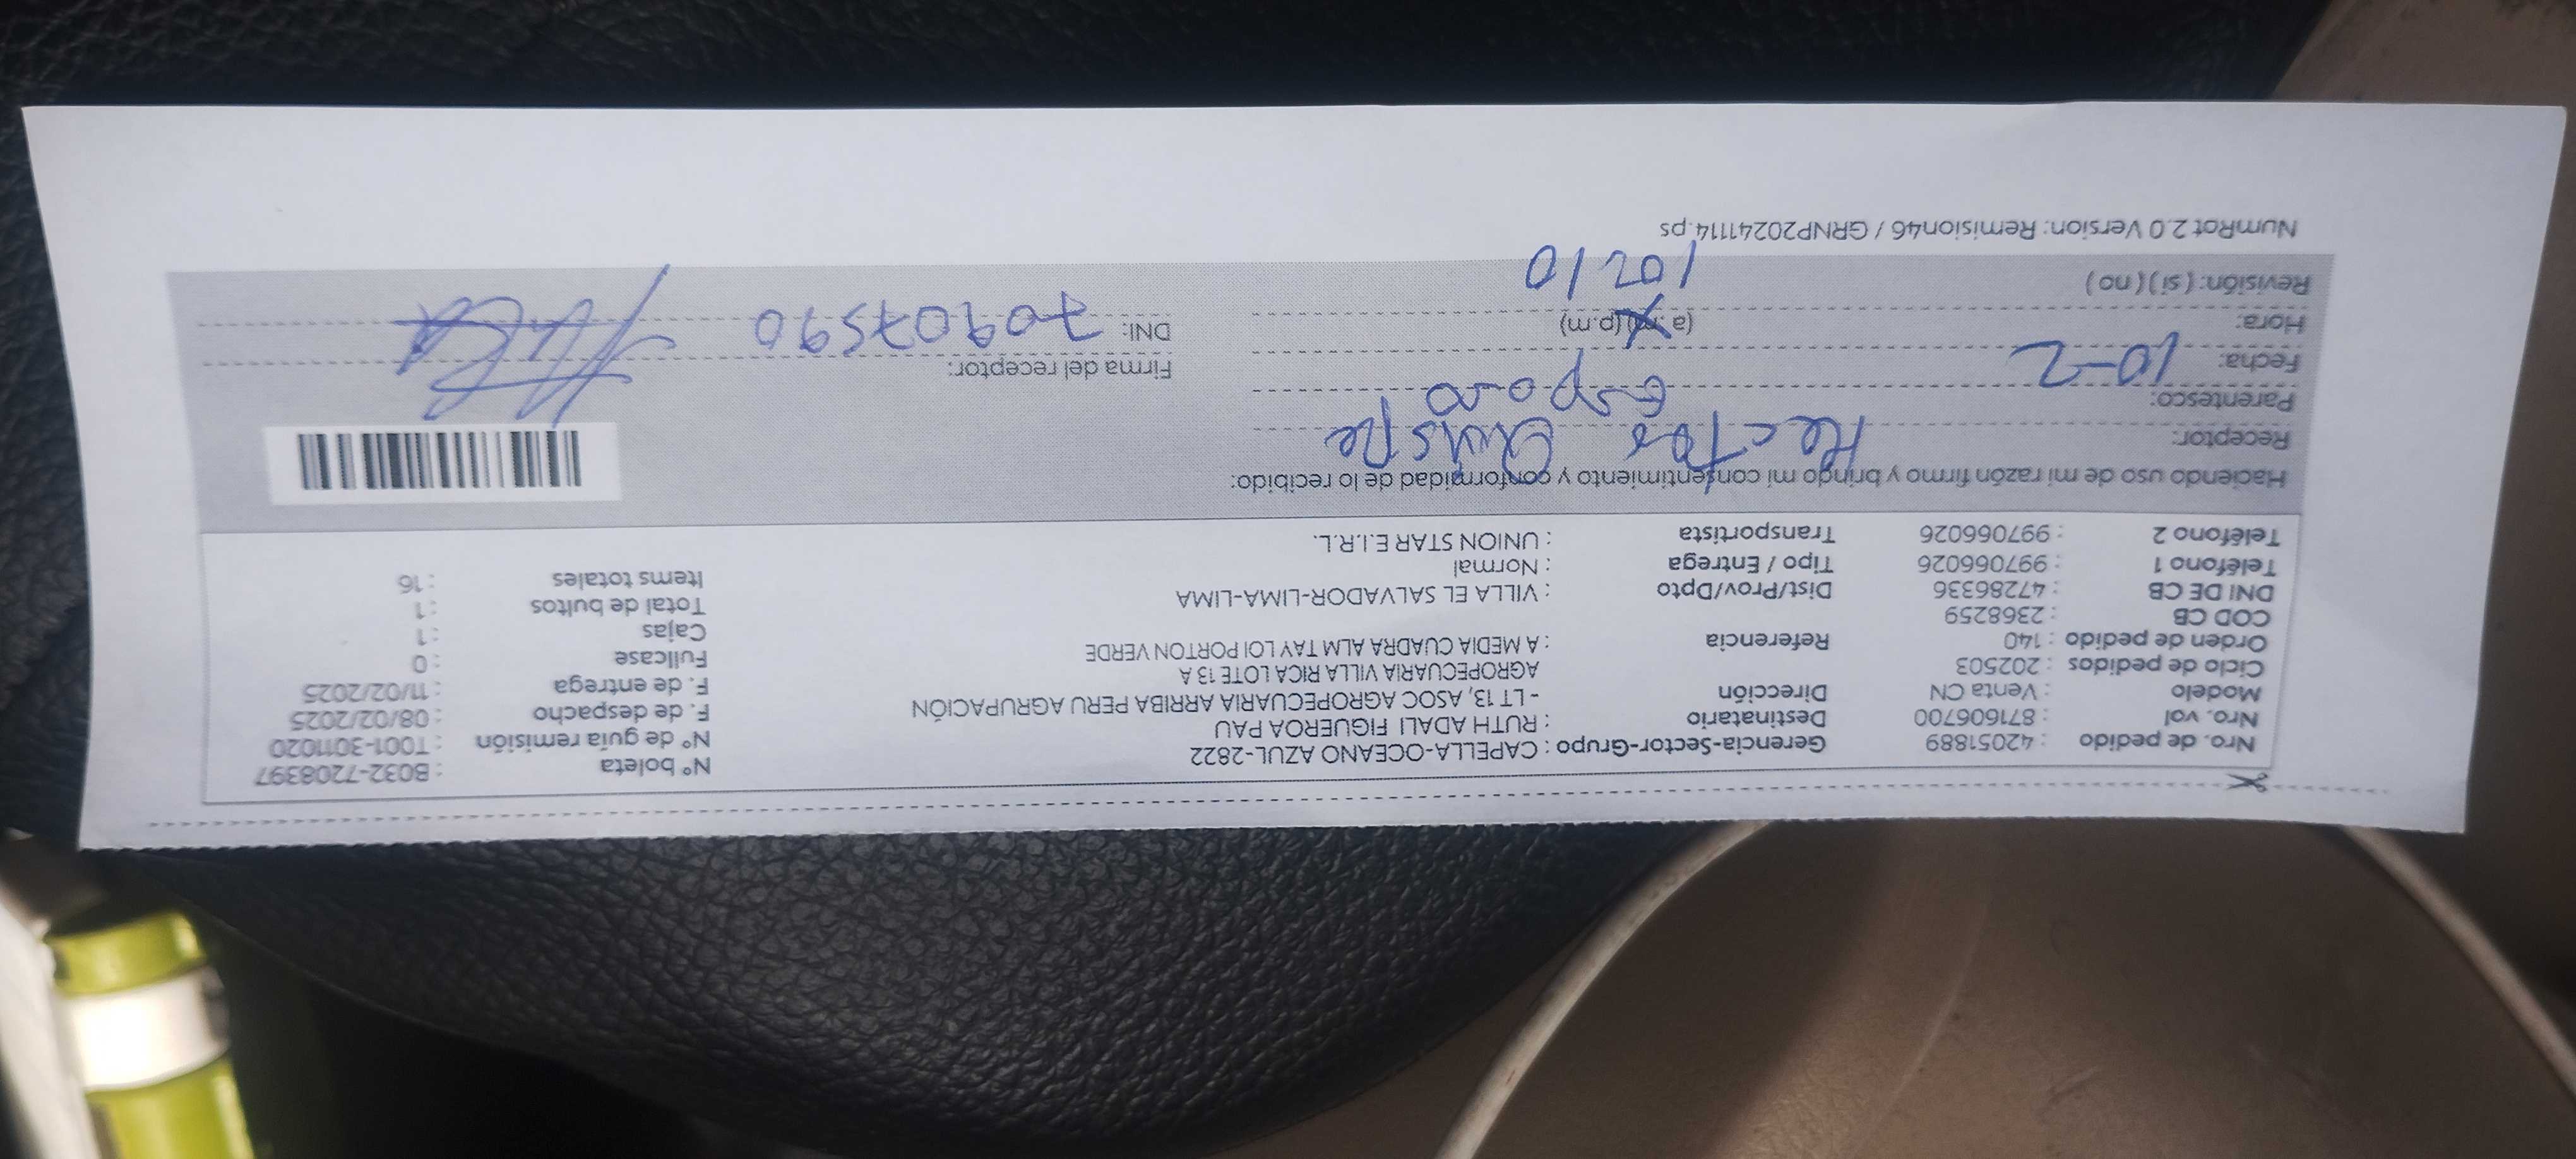 Nro. de pedido : 42051889 Gerencia-Sector-Grupo : CAPELLA-OCEANO AZUL-2822 N° boleta : B032-7208397
Nro. vol : 871606700 Destinatario : RUTH ADALI FIGUEROA PAU N° de guía remisión : T001-3011020
Modelo : Venta CN Dirección - LT 13, ASOC AGROPECUARIA ARRIBA PERU AGRUPACIÓN F. de despacho : 08/02/2025
Ciclo de pedidos : 202503 AGROPECUARIA VILLA RICA LOTE 13 A F. de entrega : 11/02/2025
Orden de pedido : 140 Referencia : A MEDIA CUADRA ALM TAY LOI PORTON VERDE Fullcase : 0
COD CB : 2368259 Cajas : 1
DNI DE CB : 47286336 Dist/Prov/Dpto : VILLA EL SALVADOR-LIMA-LIMA Total de bultos : 1
Teléfono 1 : 997066026 Tipo / Entrega : Normal Items totales : 16
Teléfono 2 : 997066026 Transportista : UNION STAR E.I.R.L.
Haciendo uso de mi razón firmo y bringo mi consentimiento y conformidad de lo recibido:
Receptor: Hector Quispe
Parentesco: Esposo
Fecha: 10-2 Firma del receptor:
Hora: (a.m)(p.m) DNI: 70907590
Revisión: ( si ) ( no ) 10210
NumRot 2.0 Version: Remision46 / GRNP20241114.ps